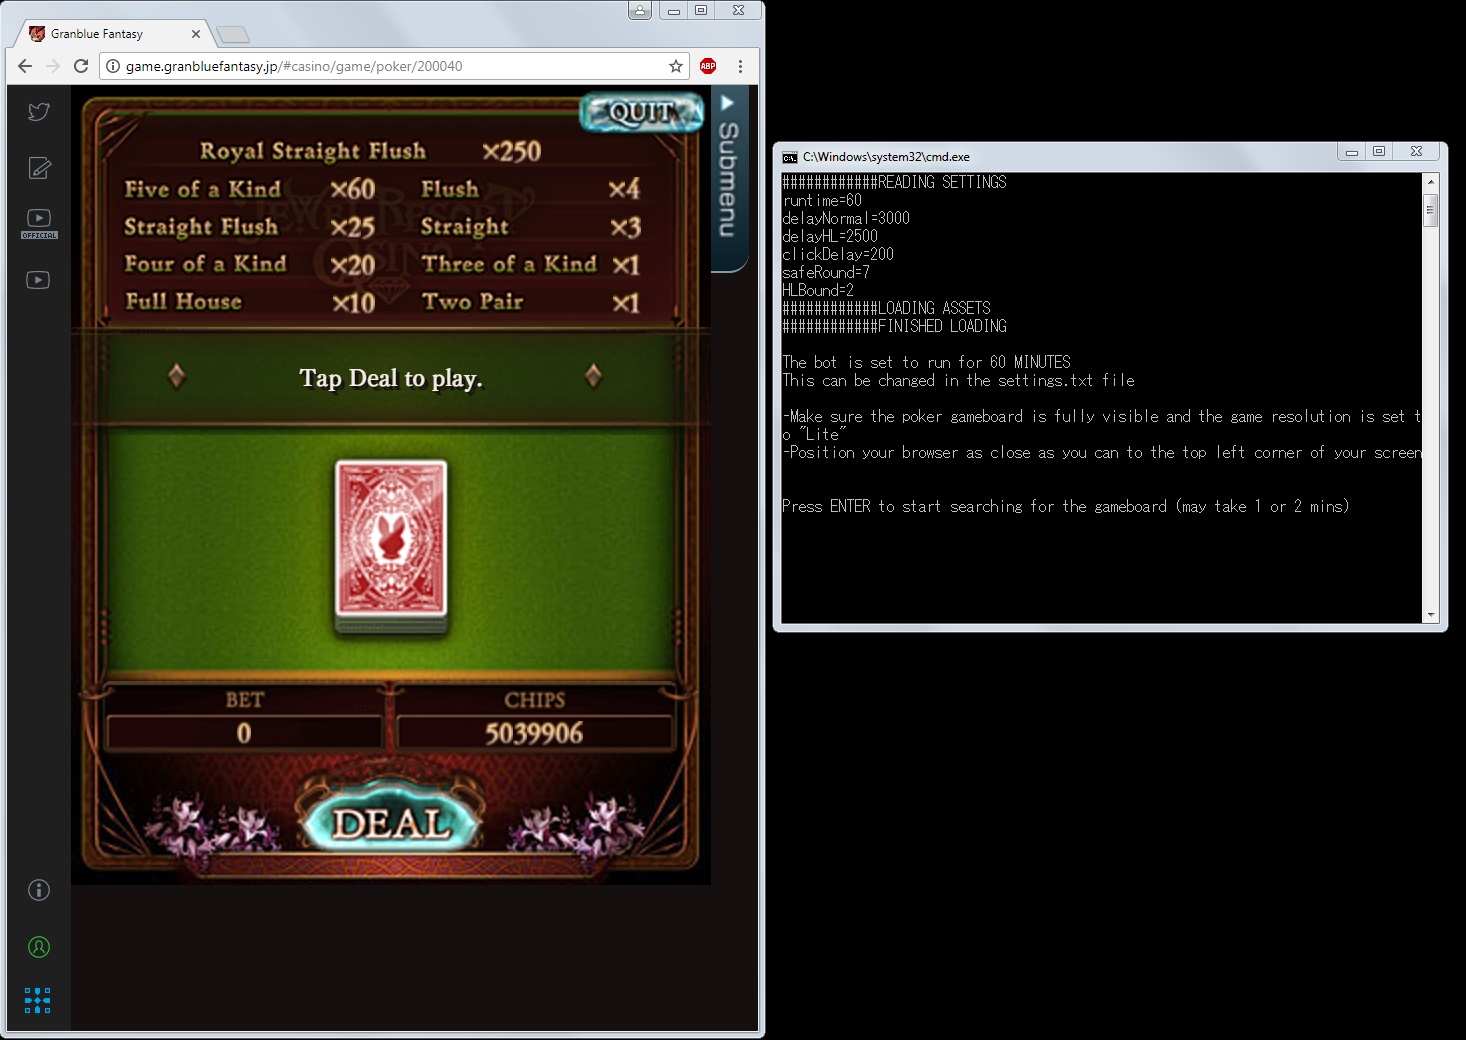 Granblue Fantasy
game.granbluefantasy.jp/#casino/game/poker/200040
ABP
OFFICIAL
QUIT
Submenu
Royal Straight Flush ×250
Five of a Kind ×60 Flush ×4
Straight Flush ×25 Straight ×3
Four of a Kind ×20 Three of a Kind ×1
Full House ×10 Two Pair ×1
Tap Deal to play.
BET CHIPS
0 5039906
DEAL
C:\Windows\system32\cmd.exe
############READING SETTINGS
runtime=60
delayNormal=3000
delayHL=2500
clickDelay=200
safeRound=7
HLBound=2
############LOADING ASSETS
############FINISHED LOADING
The bot is set to run for 60 MINUTES
This can be changed in the settings.txt file
-Make sure the poker gameboard is fully visible and the game resolution is set t
o "Lite"
-Position your browser as close as you can to the top left corner of your screen
Press ENTER to start searching for the gameboard (may take 1 or 2 mins)